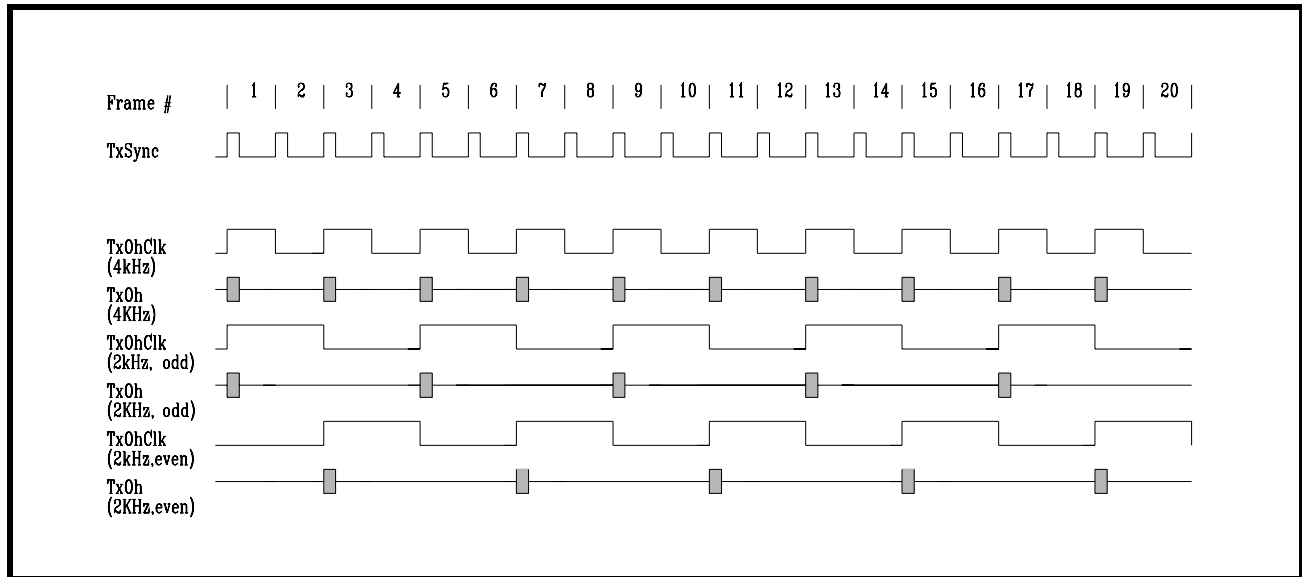 Frame # 1 2 3 4 5 6 7 8 9 10 11 12 13 14 15 16 17 18 19 20
TxSync
TxOhClk
(4kHz)
TxOh
(4KHz)
TxOhClk
(2kHz, odd)
TxOh
(2KHz, odd)
TxOhClk
(2kHz,even)
TxOh
(2KHz,even)